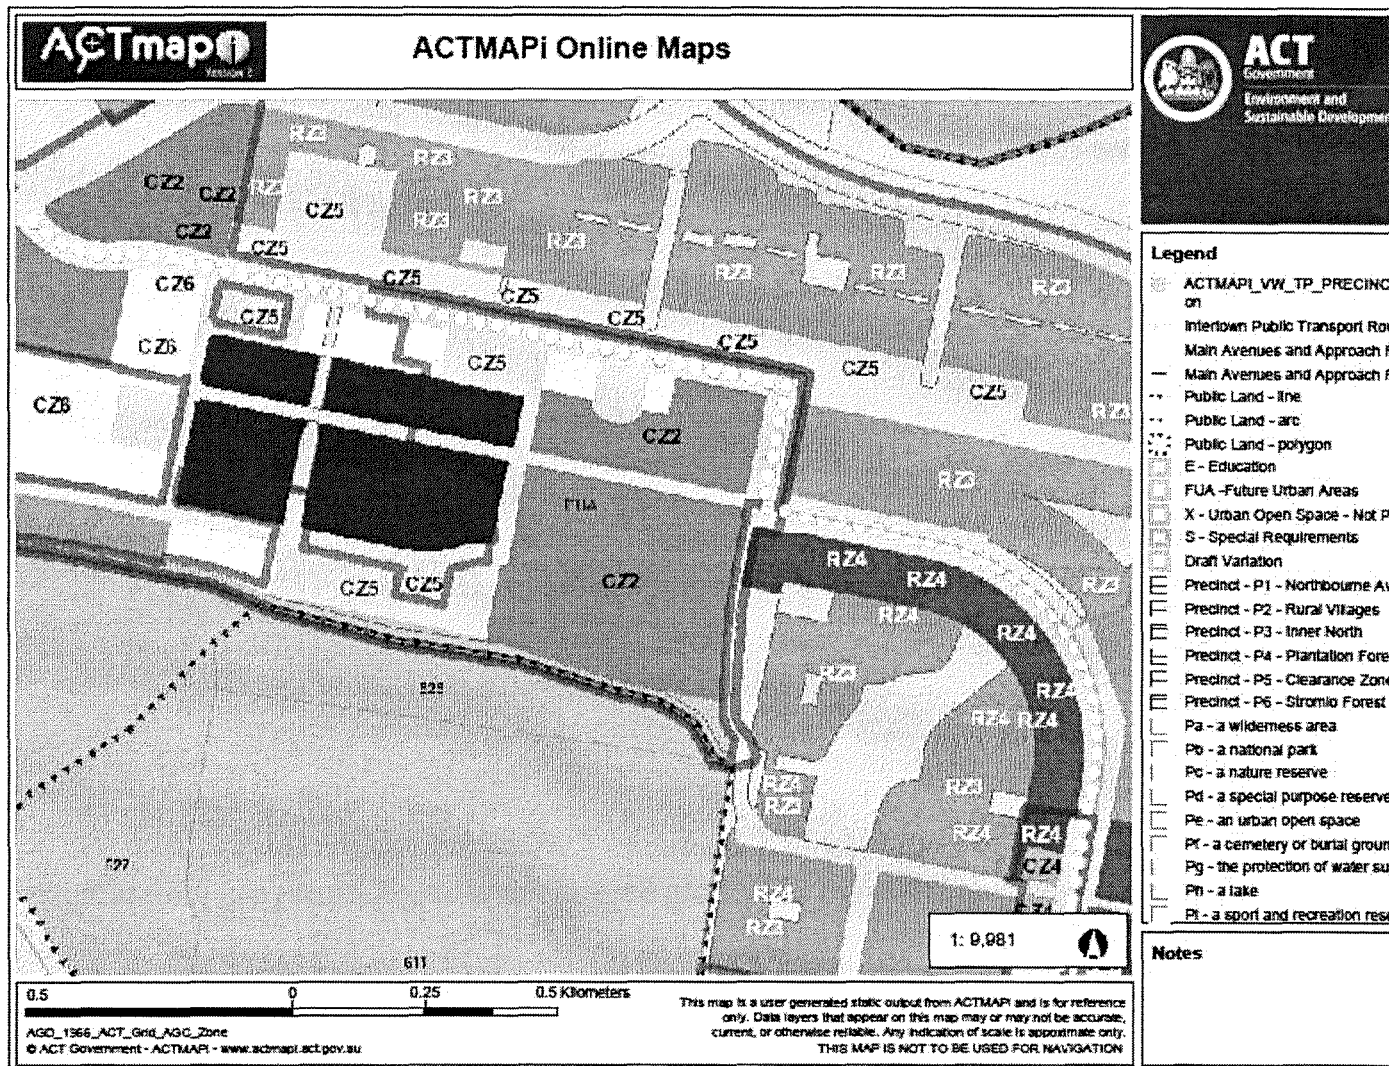 ACTmapi
Version 2
ACTMAPi Online Maps
ACT
Government
Environment and
Sustainable Developmen
RZ3
RZ3
CZ2
CZ2
RZ3
RZ3
CZ5
RZ3
CZ2
CZ5
RZ3
RZ3
RZ3
CZ5
RZ3
CZ6
CZ5
CZ5
CZ5
CZ5
CZ6
CZ5
CZ5
CZ5
CZ6
RZ3
CZ2
RZ3
FUA
RZ4
RZ4
CZ2
RZ3
CZ5
CZ5
RZ4
RZ4
RZ3
RZ4
828
RZ4
RZ4
RZ4
RZ3
RZ3
RZ4
RZ4
CZ4
527
RZ4
RZ3
CZ4
611
1: 9,981
Legend
ACTMAPI_VW_TP_PRECINC
on
Intertown Public Transport Rou
Main Avenues and Approach R
Main Avenues and Approach R
Public Land - line
Public Land - arc
Public Land - polygon
E - Education
FUA -Future Urban Areas
X - Urban Open Space - Not P
S - Special Requirements
Draft Variation
Precinct - P1 - Northbourne Av
Precinct - P2 - Rural Villages
Precinct - P3 - Inner North
Precinct - P4 - Plantation Fore
Precinct - P5 - Clearance Zone
Precinct - P6 - Stromlo Forest
Pa - a wilderness area
Pb - a national park
Pc - a nature reserve
Pd - a special purpose reserve
Pe - an urban open space
Pf - a cemetery or burial groun
Pg - the protection of water su
Ph - a lake
Pi - a sport and recreation rese
Notes
0.5 0 0.25 0.5 Kilometers
AGD_1966_ACT_Grid_AGC_Zone
© ACT Government - ACTMAPi - www.actmapi.act.gov.au
This map is a user generated static output from ACTMAPi and is for reference
only. Data layers that appear on this map may or may not be accurate,
current, or otherwise reliable. Any indication of scale is approximate only.
THIS MAP IS NOT TO BE USED FOR NAVIGATION